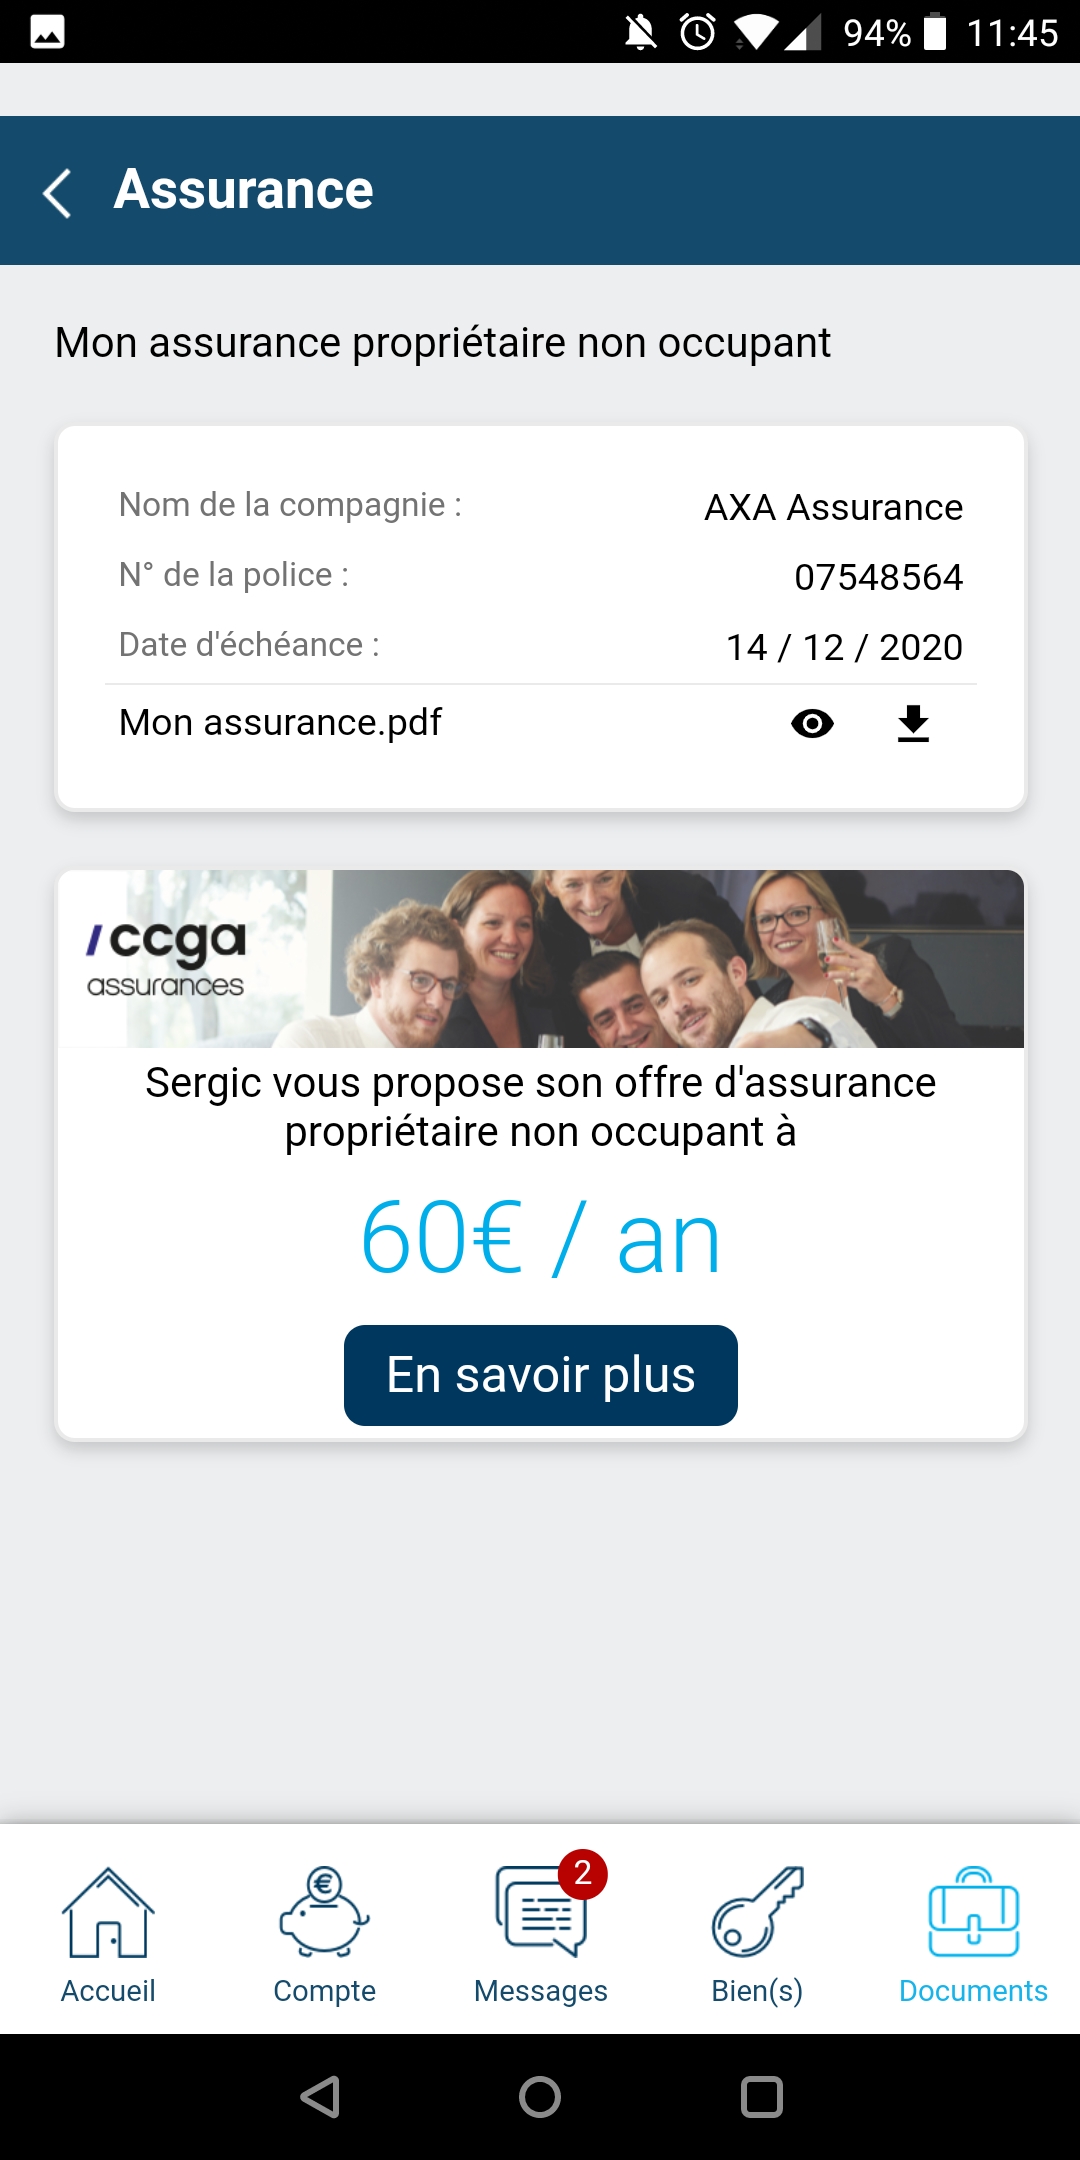 94% 11:45
Assurance
Mon assurance propriétaire non occupant
Nom de la compagnie : AXA Assurance
N° de la police : 07548564
Date d'échéance : 14 / 12 / 2020
Mon assurance.pdf
ccga
assurances
Sergic vous propose son offre d'assurance
propriétaire non occupant à
60€ / an
En savoir plus
€
2
Accueil Compte Messages Bien(s) Documents